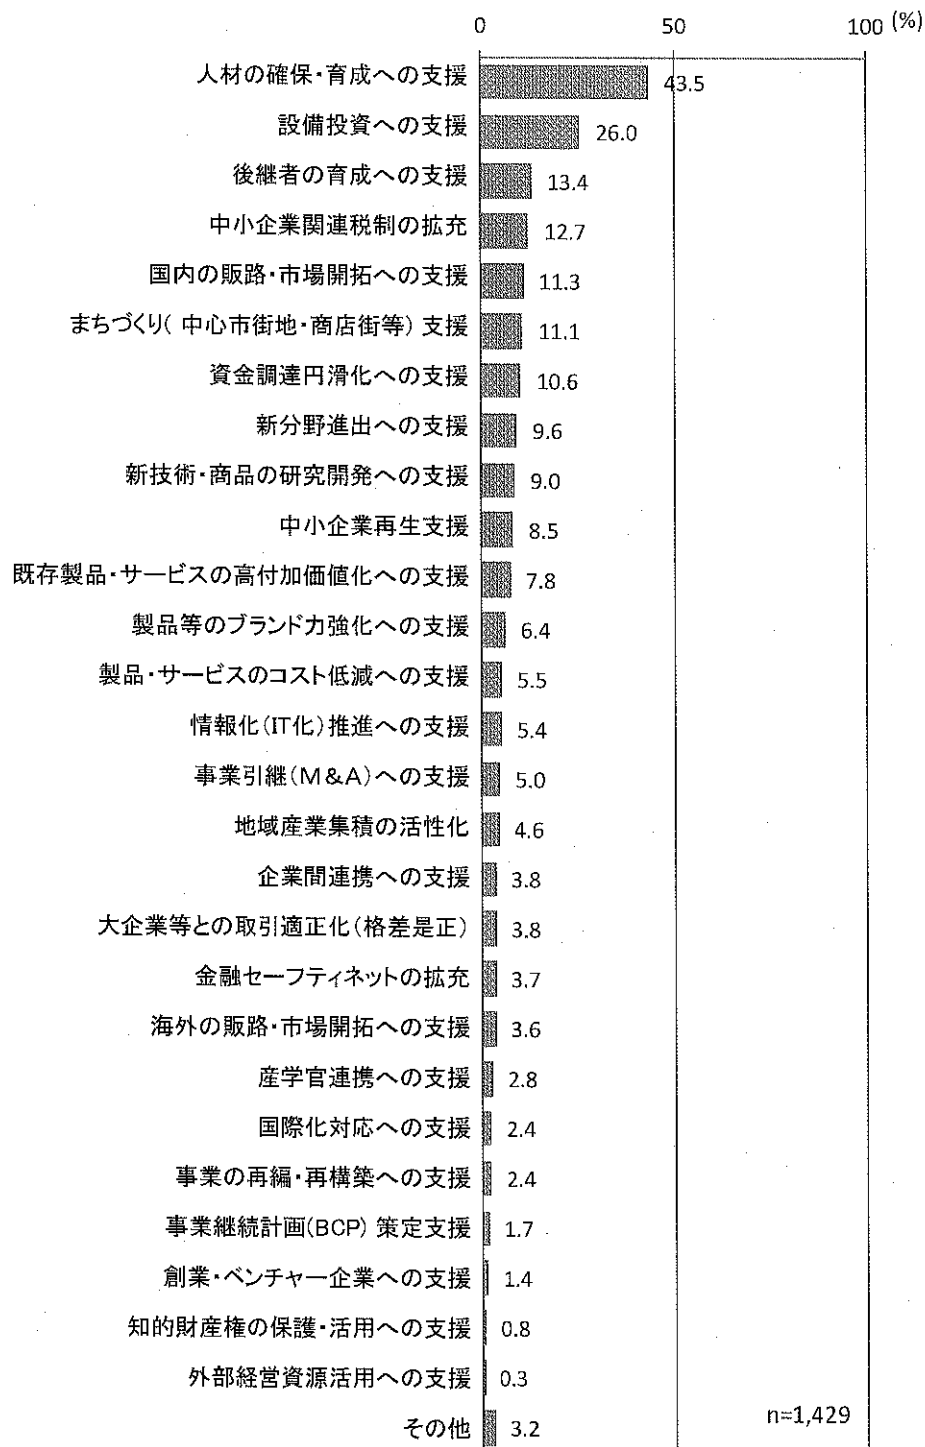 0 50 100 (%)
人材の確保・育成への支援 43.5
設備投資への支援 26.0
後継者の育成への支援 13.4
中小企業関連税制の拡充 12.7
国内の販路・市場開拓への支援 11.3
まちづくり( 中心市街地・商店街等) 支援 11.1
資金調達円滑化への支援 10.6
新分野進出への支援 9.6
新技術・商品の研究開発への支援 9.0
中小企業再生支援 8.5
既存製品・サービスの高付加価値化への支援 7.8
製品等のブランド力強化への支援 6.4
製品・サービスのコスト低減への支援 5.5
情報化(IT化)推進への支援 5.4
事業引継(M&A)への支援 5.0
地域産業集積の活性化 4.6
企業間連携への支援 3.8
大企業等との取引適正化(格差是正) 3.8
金融セーフティネットの拡充 3.7
海外の販路・市場開拓への支援 3.6
産学官連携への支援 2.8
国際化対応への支援 2.4
事業の再編・再構築への支援 2.4
事業継続計画(BCP) 策定支援 1.7
創業・ベンチャー企業への支援 1.4
知的財産権の保護・活用への支援 0.8
外部経営資源活用への支援 0.3
その他 3.2
n=1,429